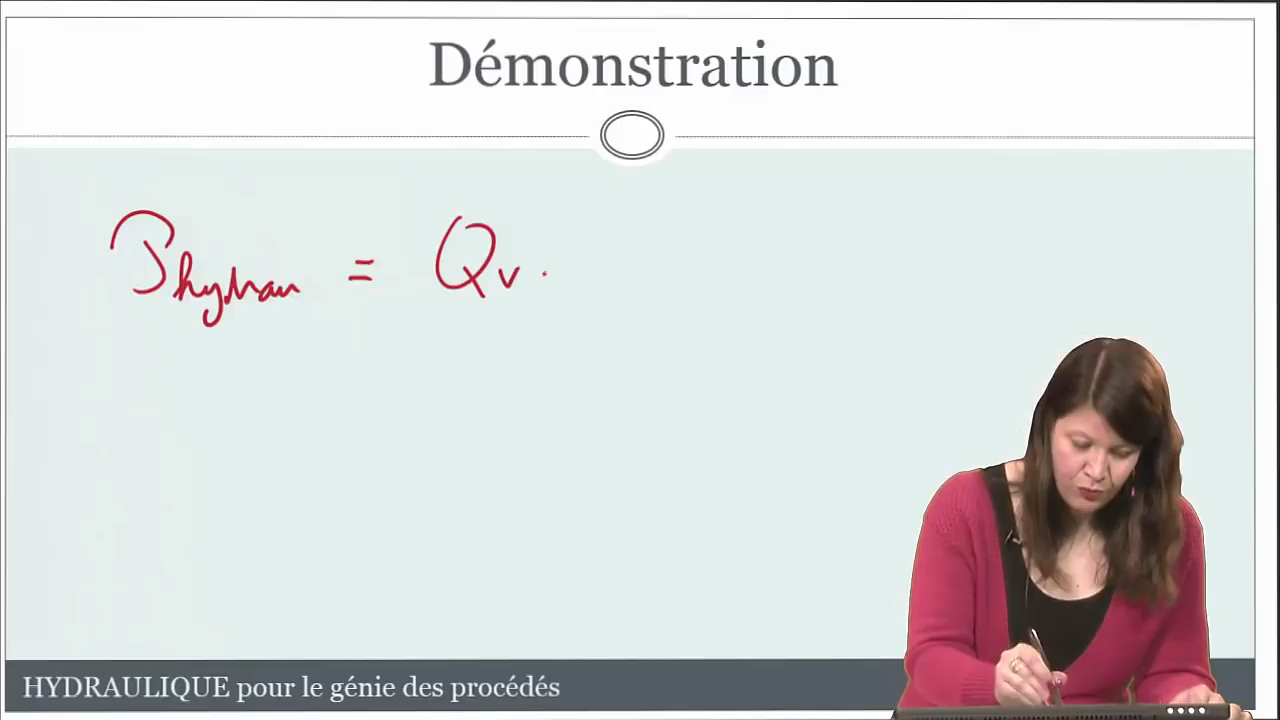 Démonstration
Phydrau = Qv .
HYDRAULIQUE pour le génie des procédés